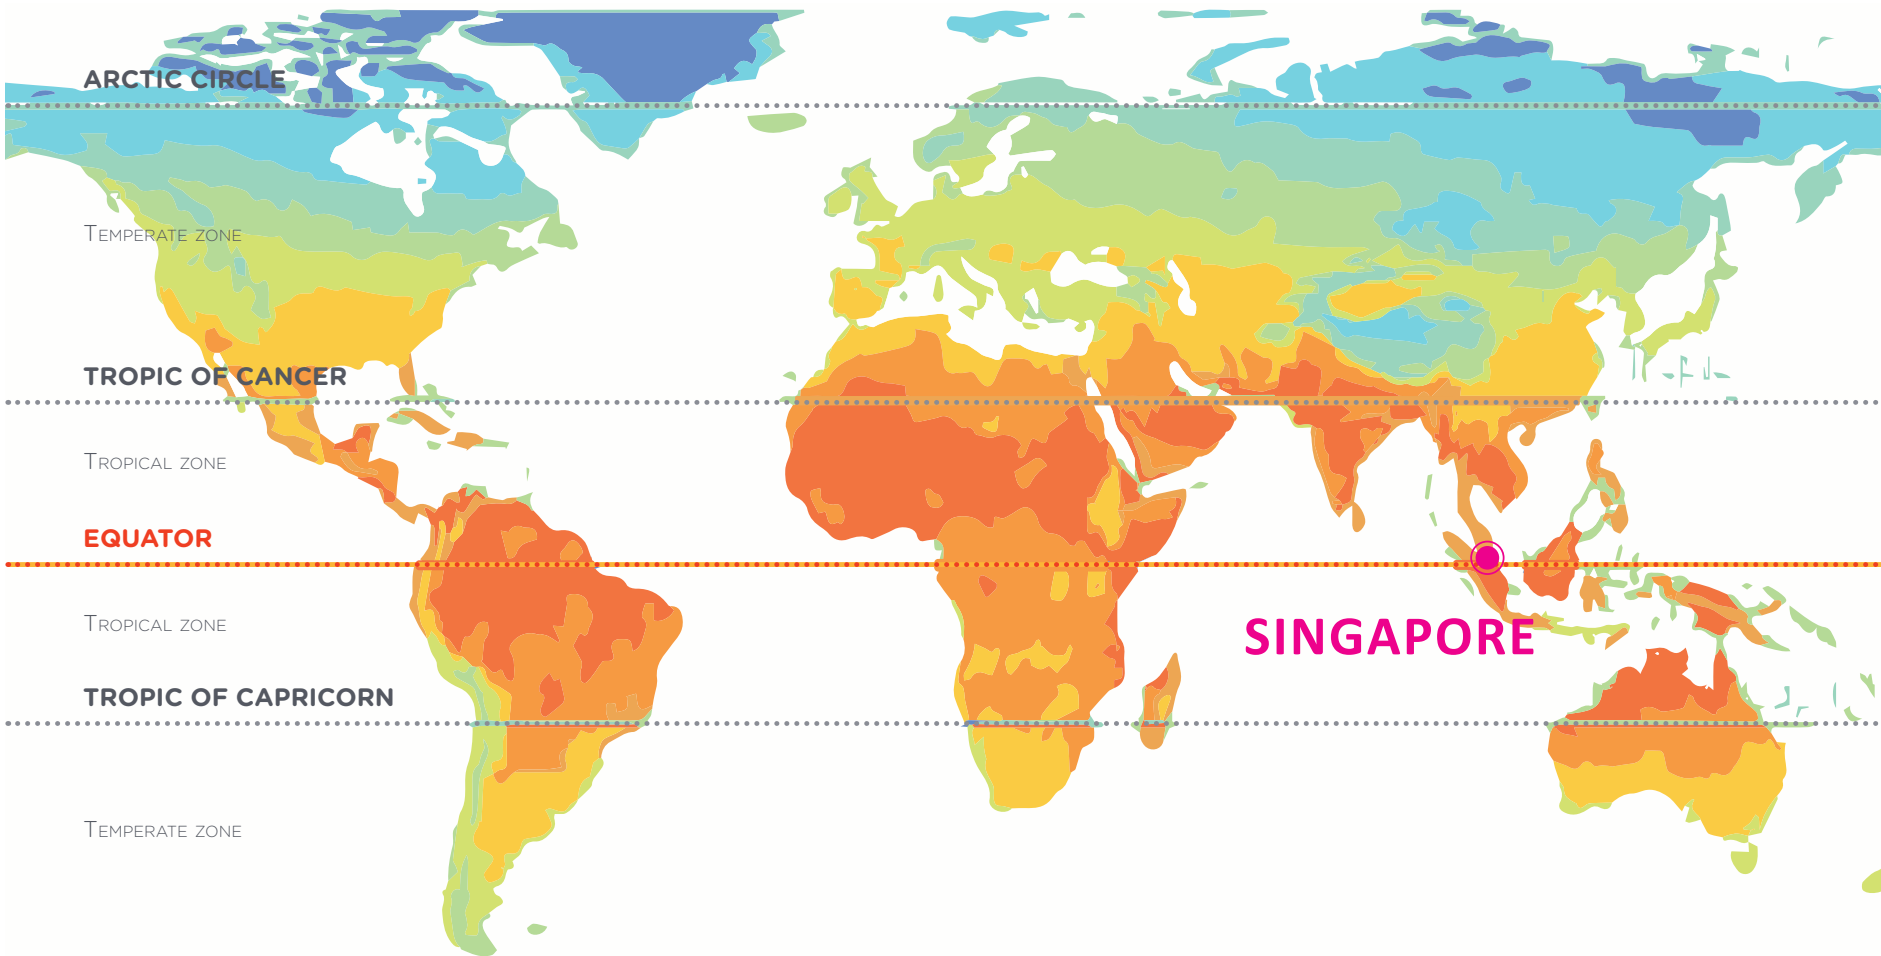 ARCTIC CIRCLE
TEMPERATE ZONE
TROPIC OF CANCER
TROPICAL ZONE
EQUATOR
TROPICAL ZONE
SINGAPORE
TROPIC OF CAPRICORN
TEMPERATE ZONE